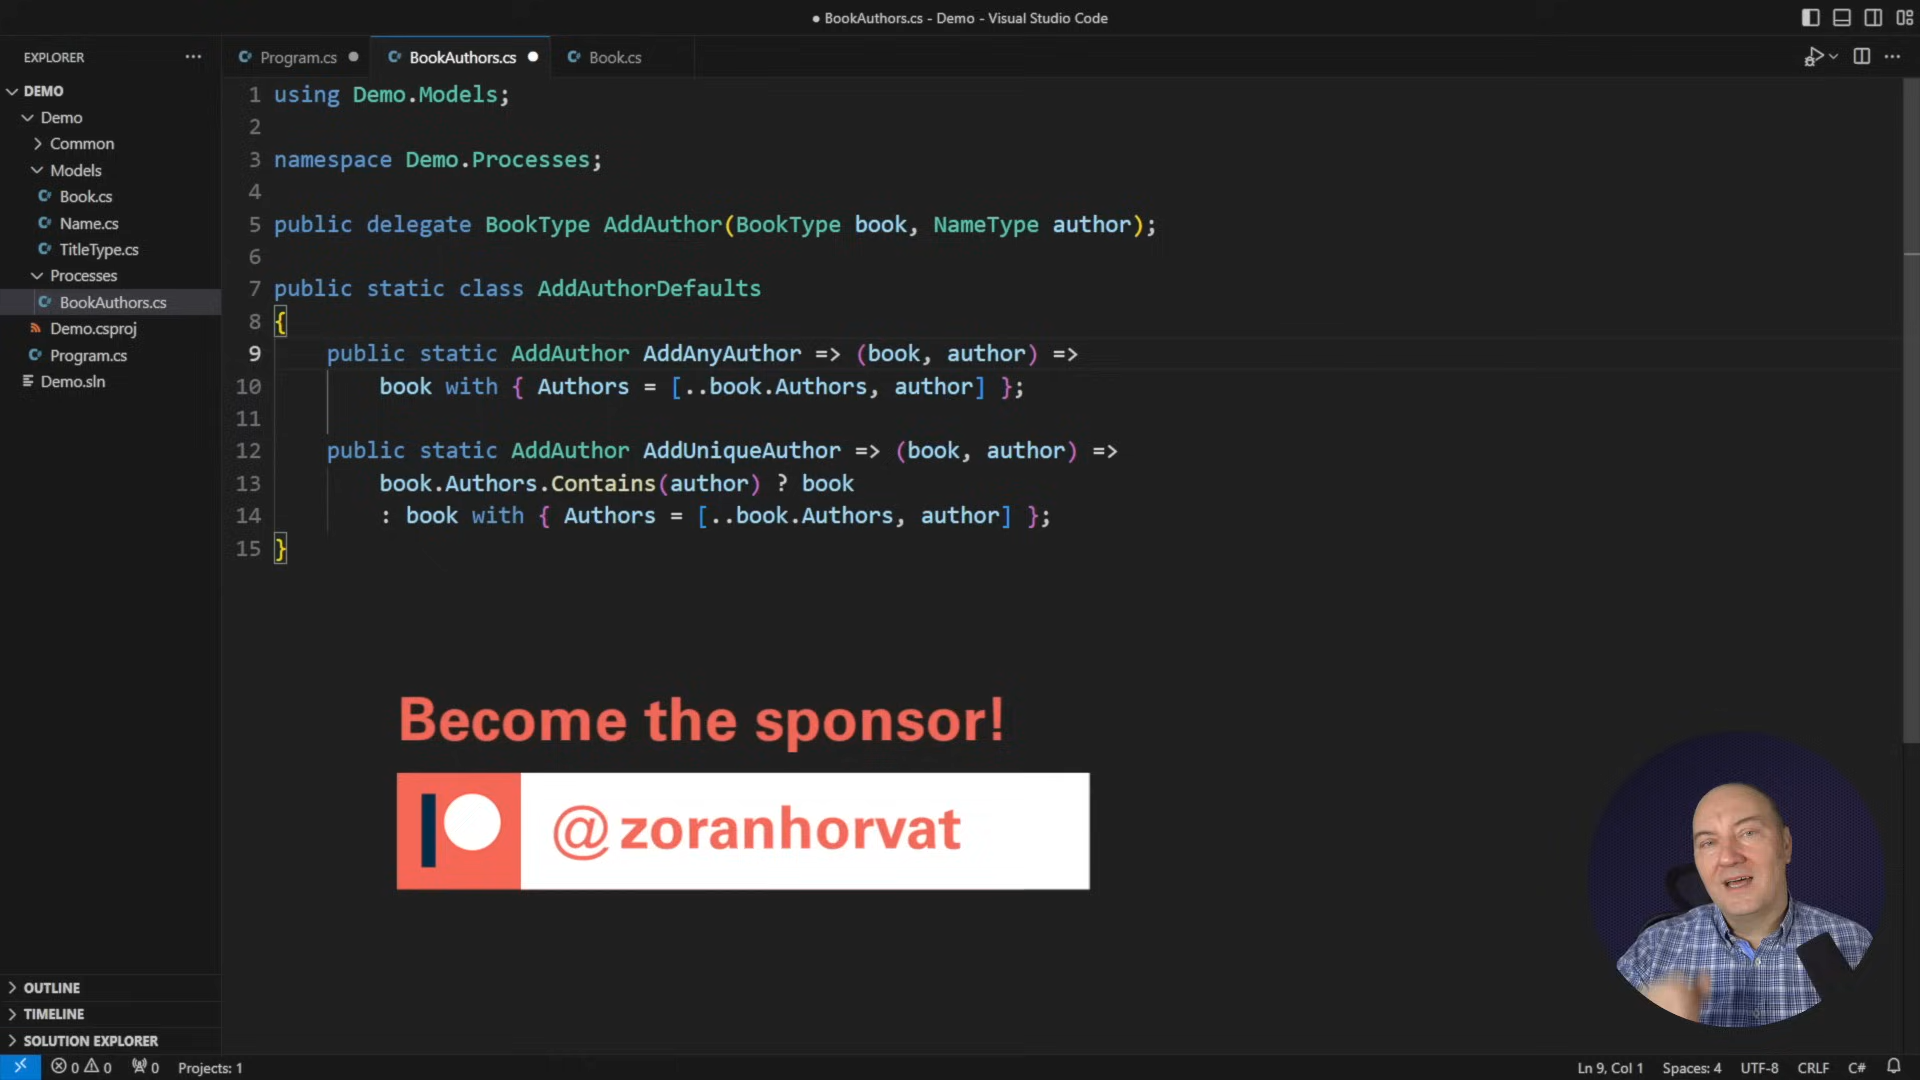 ● BookAuthors.cs - Demo - Visual Studio Code
EXPLORER
DEMO
Demo
Common
Models
Book.cs
Name.cs
TitleType.cs
Processes
BookAuthors.cs
Demo.csproj
Program.cs
Demo.sln
OUTLINE
TIMELINE
SOLUTION EXPLORER
Program.cs
BookAuthors.cs
Book.cs
1 using Demo.Models;
2
3 namespace Demo.Processes;
4
5 public delegate BookType AddAuthor(BookType book, NameType author);
6
7 public static class AddAuthorDefaults
8 {
9 public static AddAuthor AddAnyAuthor => (book, author) =>
10 book with { Authors = [..book.Authors, author] };
11
12 public static AddAuthor AddUniqueAuthor => (book, author) =>
13 book.Authors.Contains(author) ? book
14 : book with { Authors = [..book.Authors, author] };
15 }
Become the sponsor!
@zoranhorvat
0 0 0 Projects: 1
Ln 9, Col 1 Spaces: 4 UTF-8 CRLF C#